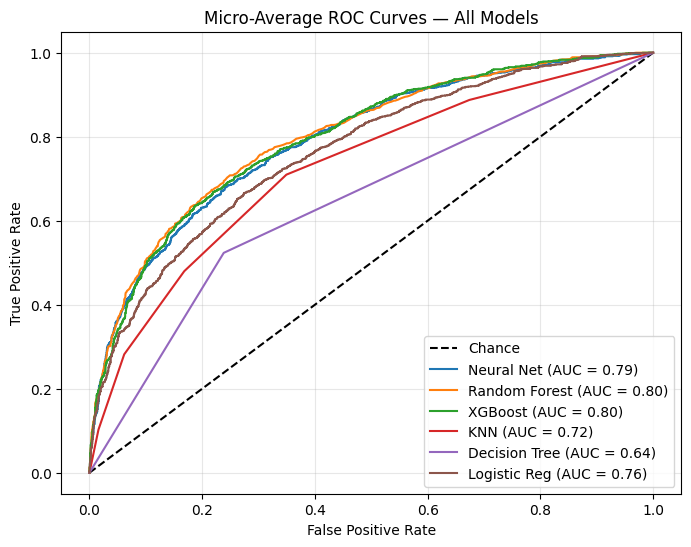 Micro-Average ROC Curves — All Models
1.0
0.8
0.6
0.4
0.2
0.0
True Positive Rate
Chance
Neural Net (AUC = 0.79)
Random Forest (AUC = 0.80)
XGBoost (AUC = 0.80)
KNN (AUC = 0.72)
Decision Tree (AUC = 0.64)
Logistic Reg (AUC = 0.76)
0.0 0.2 0.4 0.6 0.8 1.0
False Positive Rate